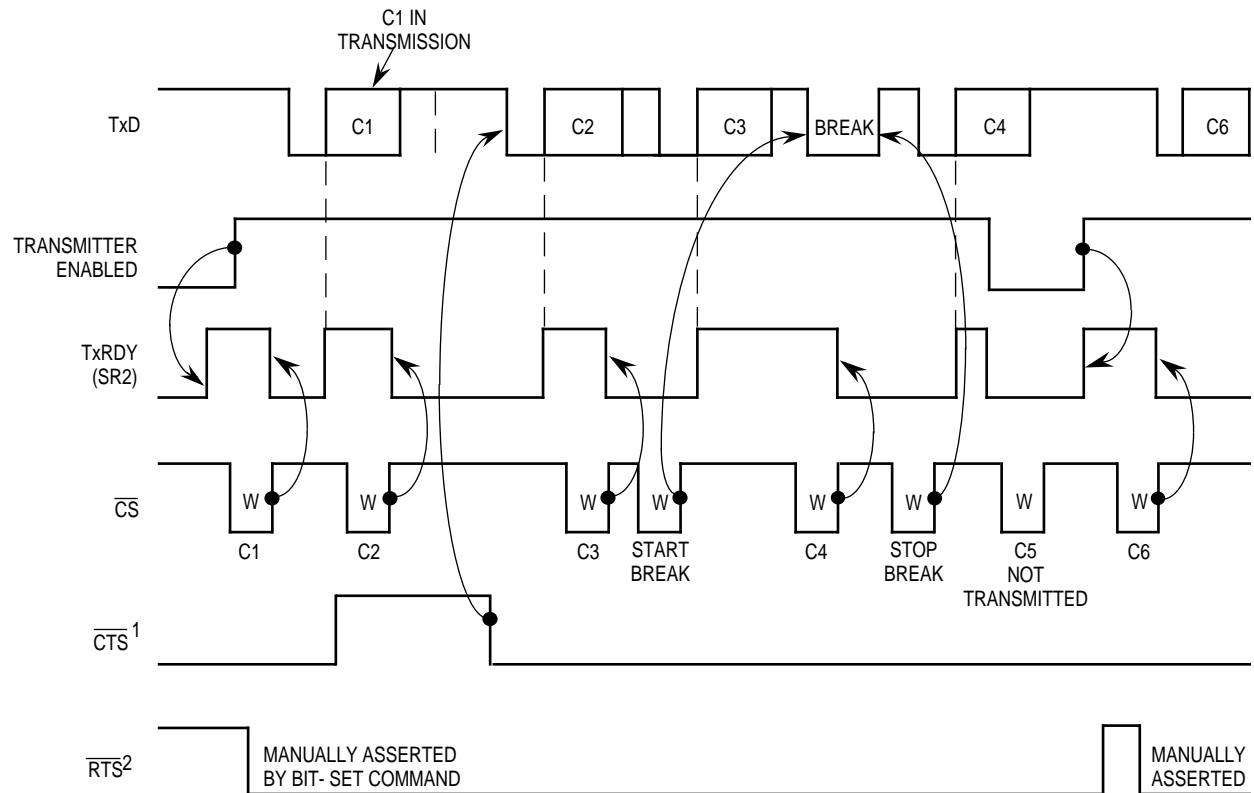 C1 IN
TRANSMISSION
TxD
C1
C2
C3
BREAK
C4
C6
TRANSMITTER
ENABLED
TxRDY
(SR2)
CS
W
W
W
W
W
W
W
W
C1
C2
C3
START
BREAK
C4
STOP
BREAK
C5
NOT
TRANSMITTED
C6
CTS1
RTS2
MANUALLY ASSERTED
BY BIT- SET COMMAND
MANUALLY
ASSERTED